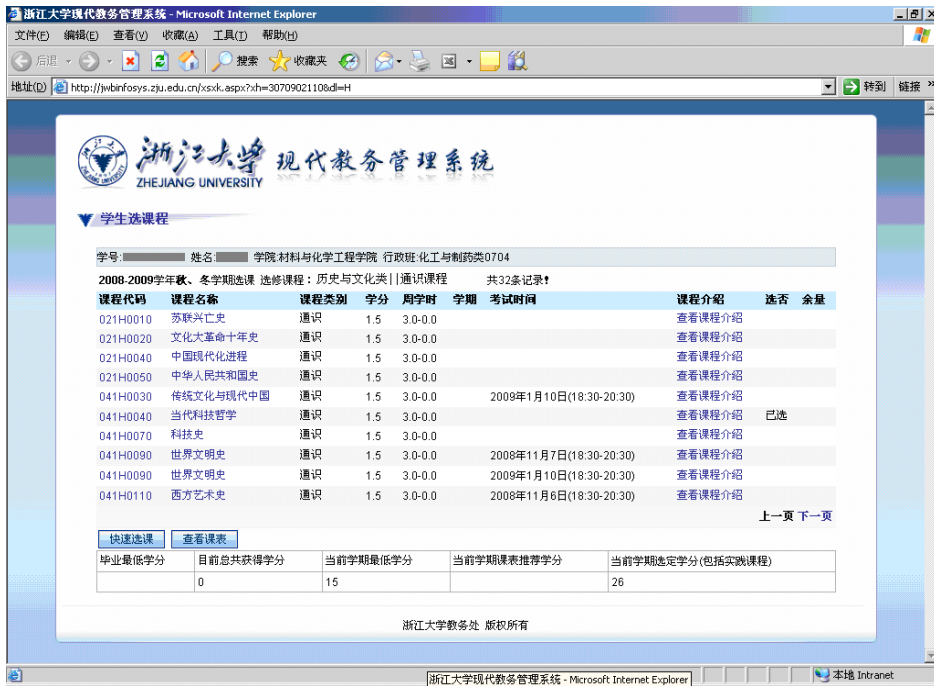 浙江大学现代教务管理系统 - Microsoft Internet Explorer
文件(F) 编辑(E) 查看(V) 收藏(A) 工具(T) 帮助(H)
后退 搜索 收藏夹
地址(D) http://jwbinfosys.zju.edu.cn/xsxk.aspx?xh=3070902110&dl=H 转到 链接 »
浙江大学 现代教务管理系统
ZHEJIANG UNIVERSITY
学生选课程
学号: 姓名: 学院:材料与化学工程学院 行政班:化工与制药类0704
2008-2009学年秋、冬学期选课 选修课程：历史与文化类||通识课程 共32条记录!
课程代码 课程名称 课程类别 学分 周学时 学期 考试时间 课程介绍 选否 余量
021H0010 苏联兴亡史 通识 1.5 3.0-0.0 查看课程介绍
021H0020 文化大革命十年史 通识 1.5 3.0-0.0 查看课程介绍
021H0040 中国现代化进程 通识 1.5 3.0-0.0 查看课程介绍
021H0050 中华人民共和国史 通识 1.5 3.0-0.0 查看课程介绍
041H0030 传统文化与现代中国 通识 1.5 3.0-0.0 2009年1月10日(18:30-20:30) 查看课程介绍
041H0040 当代科技哲学 通识 1.5 3.0-0.0 查看课程介绍 已选
041H0070 科技史 通识 1.5 3.0-0.0 查看课程介绍
041H0090 世界文明史 通识 1.5 3.0-0.0 2008年11月7日(18:30-20:30) 查看课程介绍
041H0090 世界文明史 通识 1.5 3.0-0.0 2009年1月10日(18:30-20:30) 查看课程介绍
041H0110 西方艺术史 通识 1.5 3.0-0.0 2008年11月6日(18:30-20:30) 查看课程介绍
上一页 下一页
快速选课 查看课表
毕业最低学分 目前总共获得学分 当前学期最低学分 当前学期课表推荐学分 当前学期选定学分(包括实践课程)
0 15 26
浙江大学教务处 版权所有
浙江大学现代教务管理系统 - Microsoft Internet Explorer
本地 Intranet